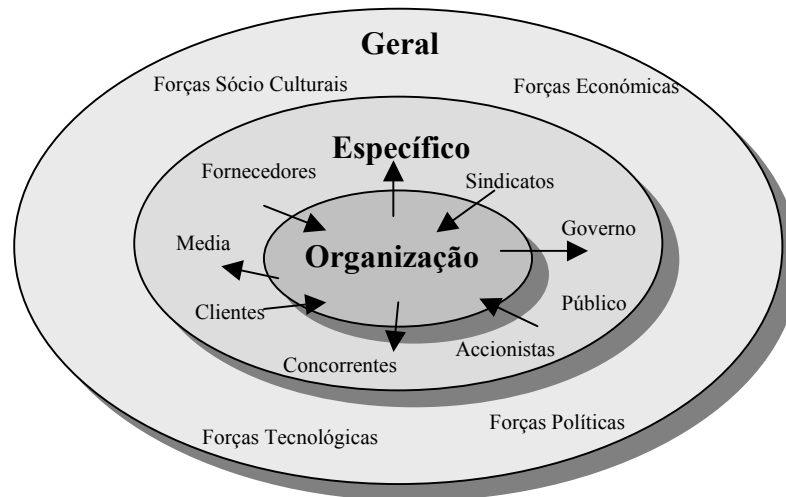 Geral
Forças Sócio Culturais
Forças Económicas
Específico
Fornecedores
Sindicatos
Governo
Media
Organização
Público
Clientes
Accionistas
Concorrentes
Forças Políticas
Forças Tecnológicas